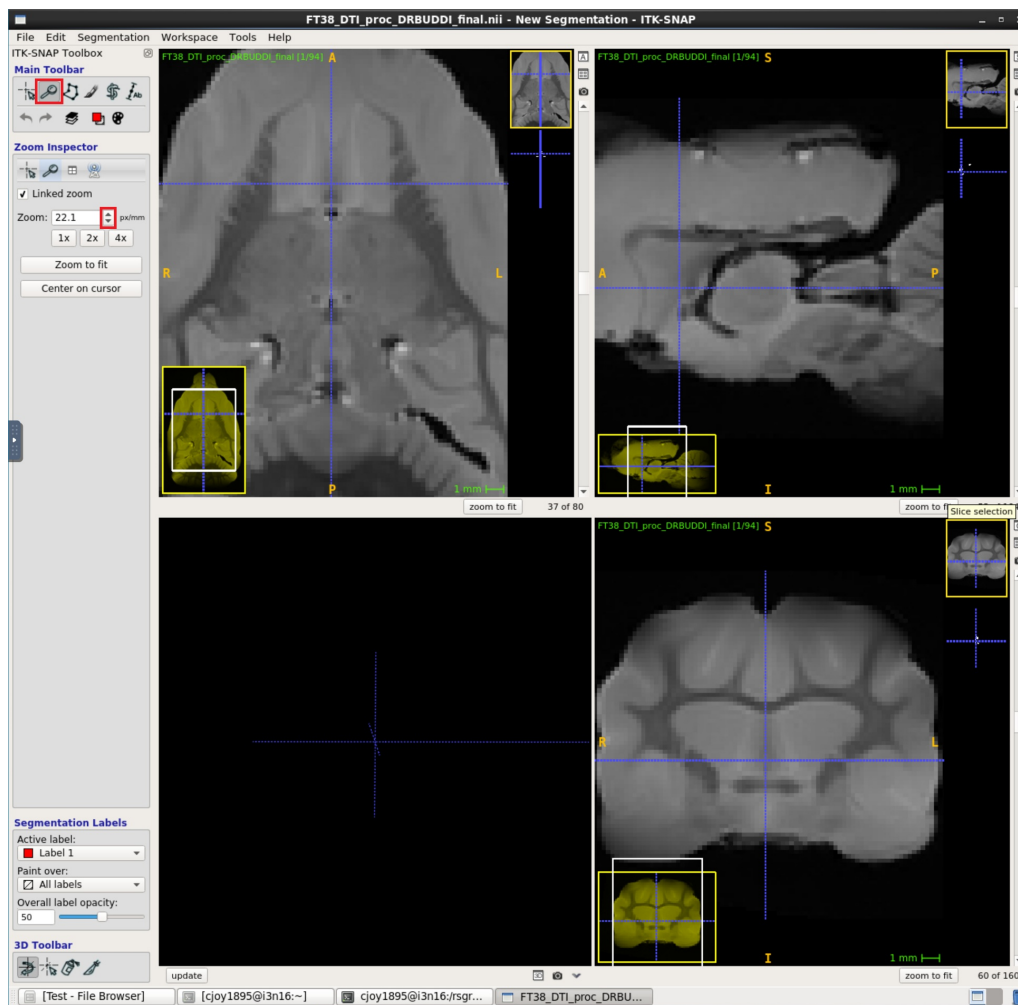 FT38_DTI_proc_DRBUDDI_final.nii - New Segmentation - ITK-SNAP
File Edit Segmentation Workspace Tools Help
ITK-SNAP Toolbox
Main Toolbar
Zoom Inspector
Linked zoom
Zoom: 22.1 px/mm
1x 2x 4x
Zoom to fit
Center on cursor
FT38_DTI_proc_DRBUDDI_final [1/94] A
R
L
P
1 mm
zoom to fit 37 of 80
FT38_DTI_proc_DRBUDDI_final [1/94] S
A
P
I
1 mm
Slice selection
FT38_DTI_proc_DRBUDDI_final [1/94] S
R
L
I
1 mm
zoom to fit 60 of 160
update
Segmentation Labels
Active label:
Label 1
Paint over:
All labels
Overall label opacity:
50
3D Toolbar
[Test - File Browser] [cjoy1895@i3n16:~] cjoy1895@i3n16:/rsgr... FT38_DTI_proc_DRBU...